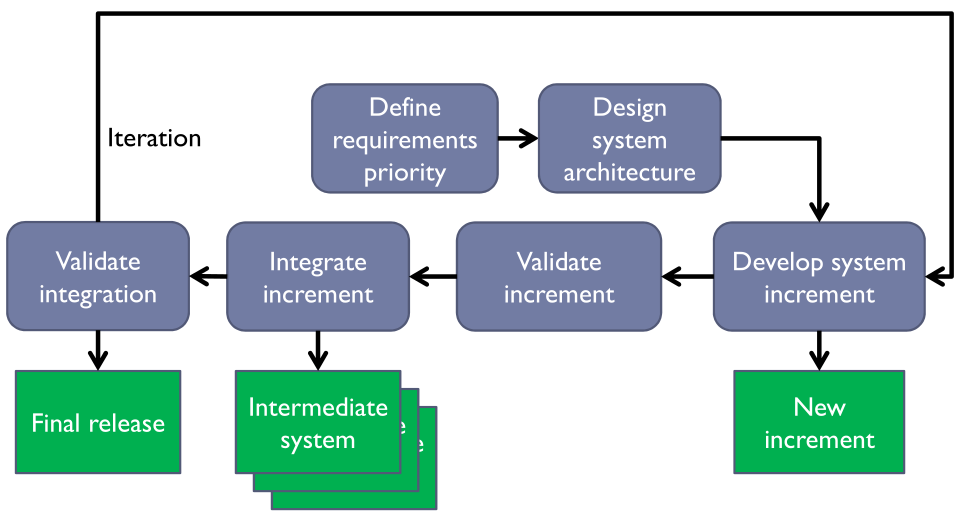 Iteration
Define
requirements
priority
Design
system
architecture
Validate
integration
Integrate
increment
Validate
increment
Develop system
increment
Final release
Intermediate
system
e
e
New
increment